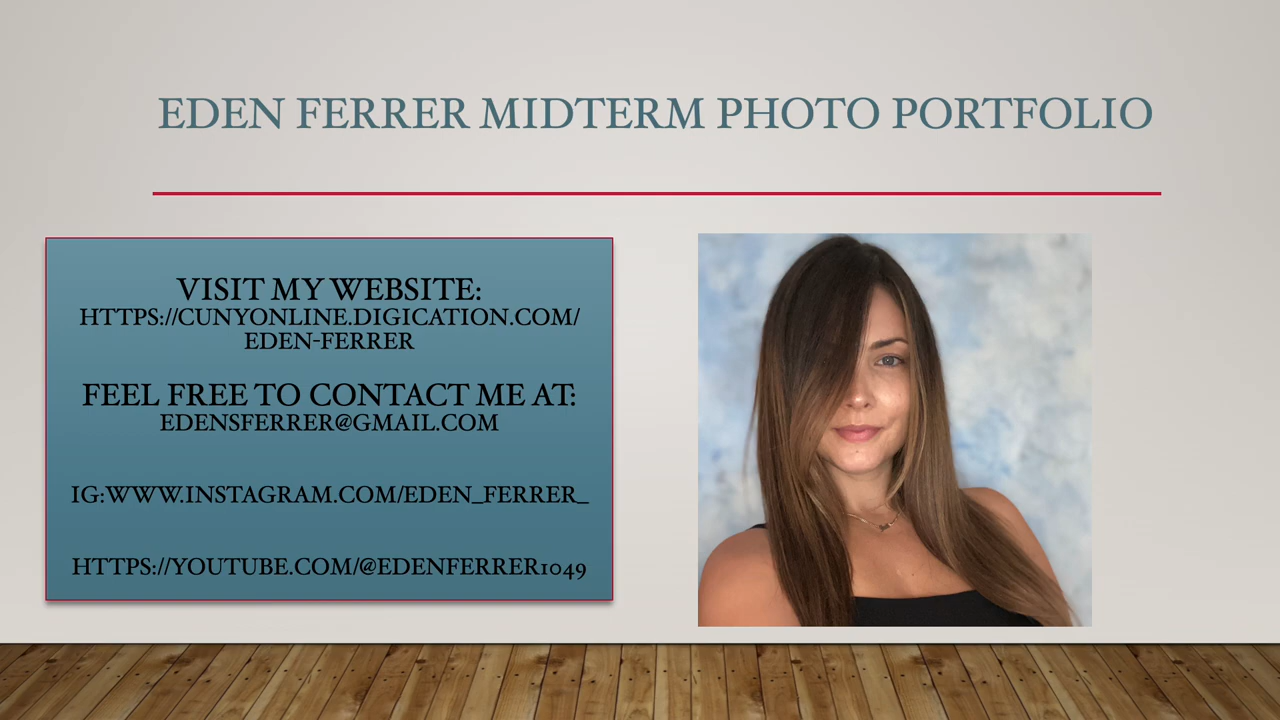 EDEN FERRER MIDTERM PHOTO PORTFOLIO
VISIT MY WEBSITE:
HTTPS://CUNYONLINE.DIGICATION.COM/
EDEN-FERRER
FEEL FREE TO CONTACT ME AT:
EDENSFERRER@GMAIL.COM
IG:WWW.INSTAGRAM.COM/EDEN_FERRER_
HTTPS://YOUTUBE.COM/@EDENFERRER1049